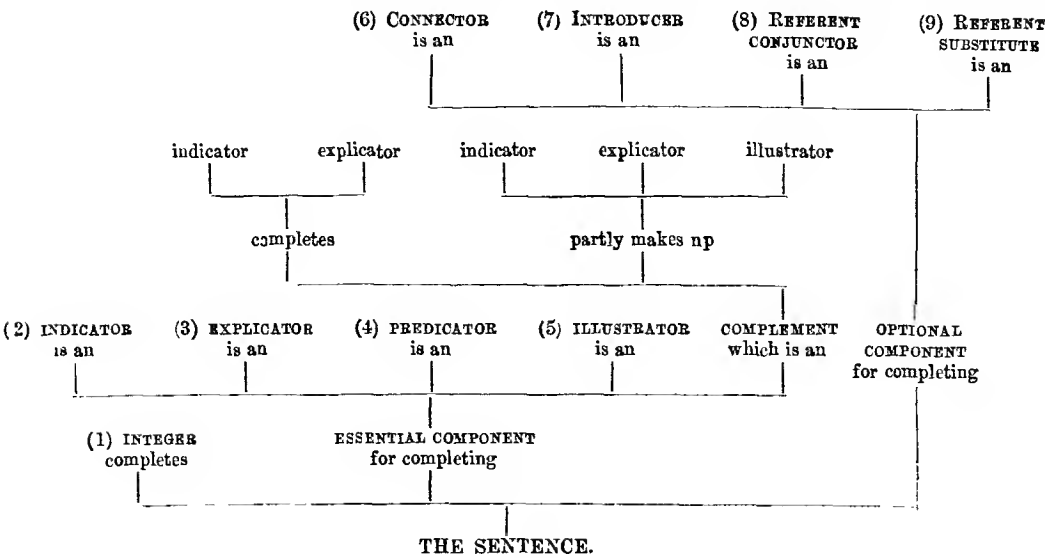 (6) CONNECTOR
is an
(7) INTRODUCER
is an
(8) REFERENT
CONJUNCTOR
is an
(9) REFERENT
SUBSTITUTE
is an
indicator
explicator
indicator
explicator
illustrator
completes
partly makes np
(2) INDICATOR
is an
(3) EXPLICATOR
is an
(4) PREDICATOR
is an
(5) ILLUSTRATOR
is an
COMPLEMENT
which is an
OPTIONAL
COMPONENT
for completing
(1) INTEGER
completes
ESSENTIAL COMPONENT
for completing
THE SENTENCE.